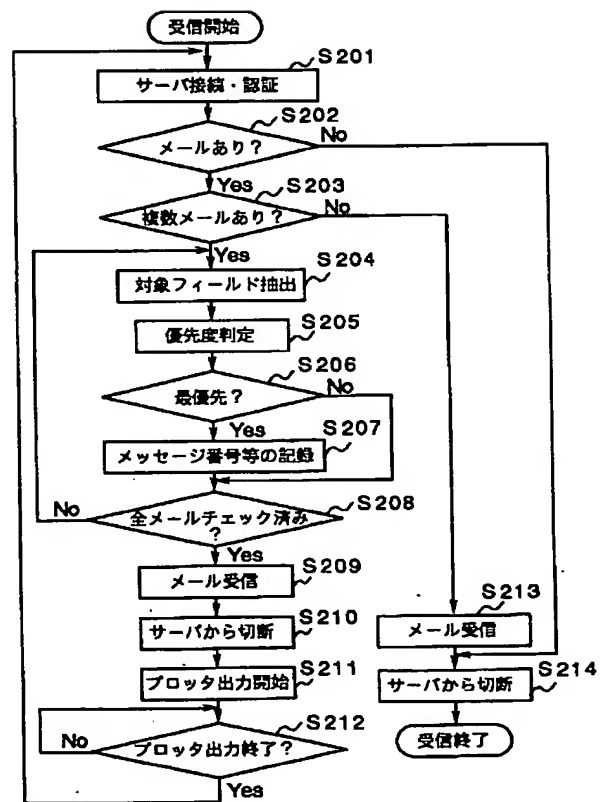 受信開始
S201
サーバ接続・認証
S202
No
メールあり?
Yes
S203
No
複数メールあり?
Yes
S204
対象フィールド抽出
S205
優先度判定
S206
No
最優先?
Yes
S207
メッセージ番号等の記録
S208
No
全メールチェック済み
?
Yes
S209
メール受信
S210
サーバから切断
S211
プロッタ出力開始
S212
No
プロッタ出力終了?
Yes
S213
メール受信
S214
サーバから切断
受信終了